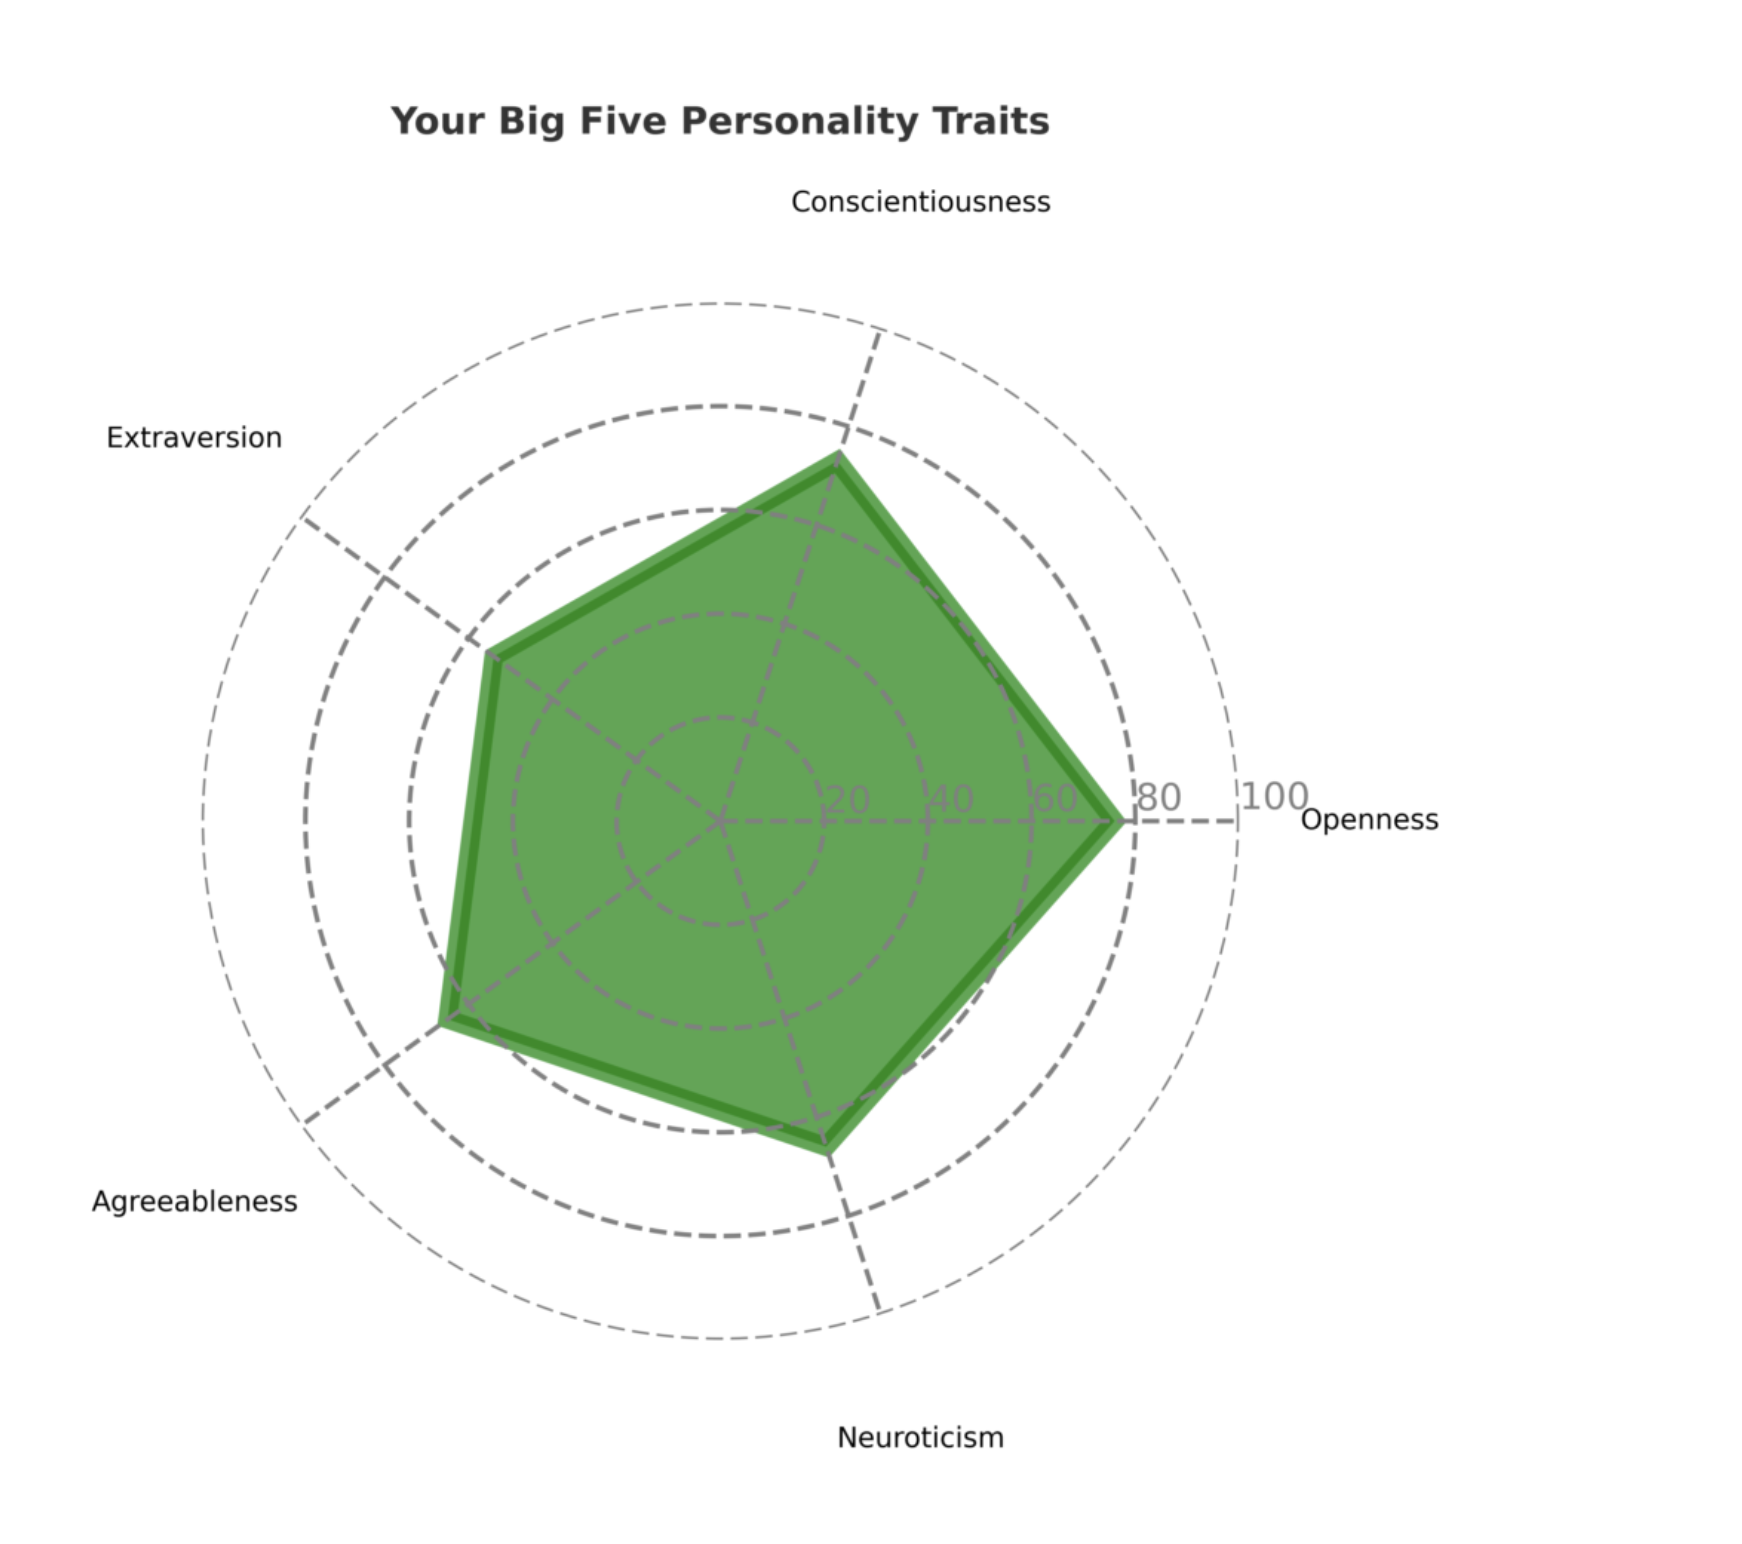 Your Big Five Personality Traits
Conscientiousness
Extraversion
20 40 60 80 100
Openness
Agreeableness
Neuroticism